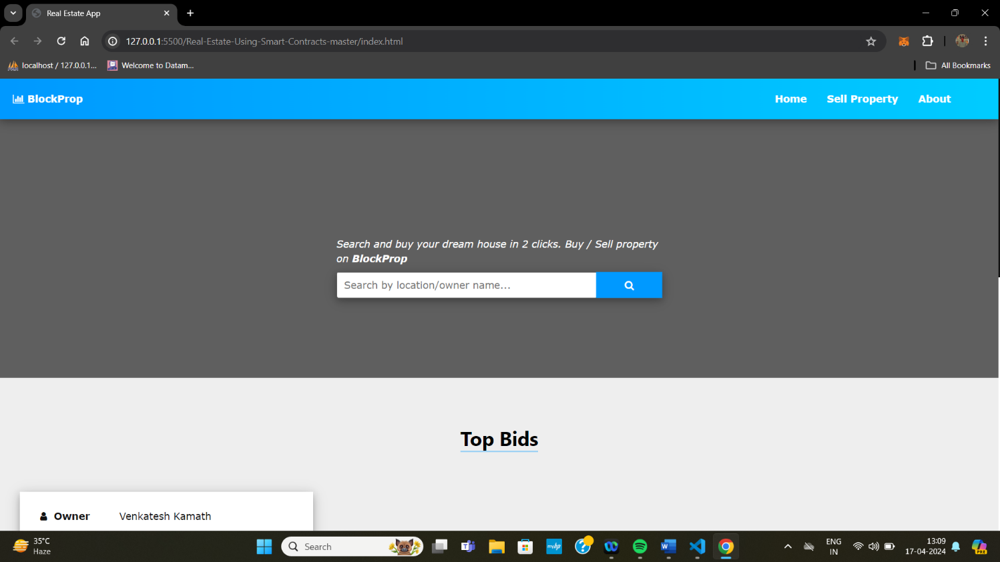 Real Estate App
127.0.0.1:5500/Real-Estate-Using-Smart-Contracts-master/index.html
localhost / 127.0.0.1...
Welcome to Datam...
All Bookmarks
BlockProp
Home
Sell Property
About
Search and buy your dream house in 2 clicks. Buy / Sell property
on BlockProp
Search by location/owner name...
Top Bids
Owner
Venkatesh Kamath
35°C
Haze
Search
myhp
ENG
IN
13:09
17-04-2024
PRE